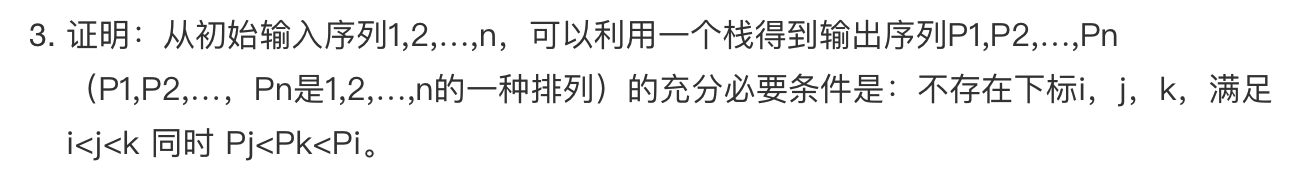 3. 证明：从初始输入序列1,2,…,n，可以利用一个栈得到输出序列P1,P2,…,Pn
（P1,P2,…，Pn是1,2,…,n的一种排列）的充分必要条件是：不存在下标i，j，k，满足
i<j<k 同时 Pj<Pk<Pi。